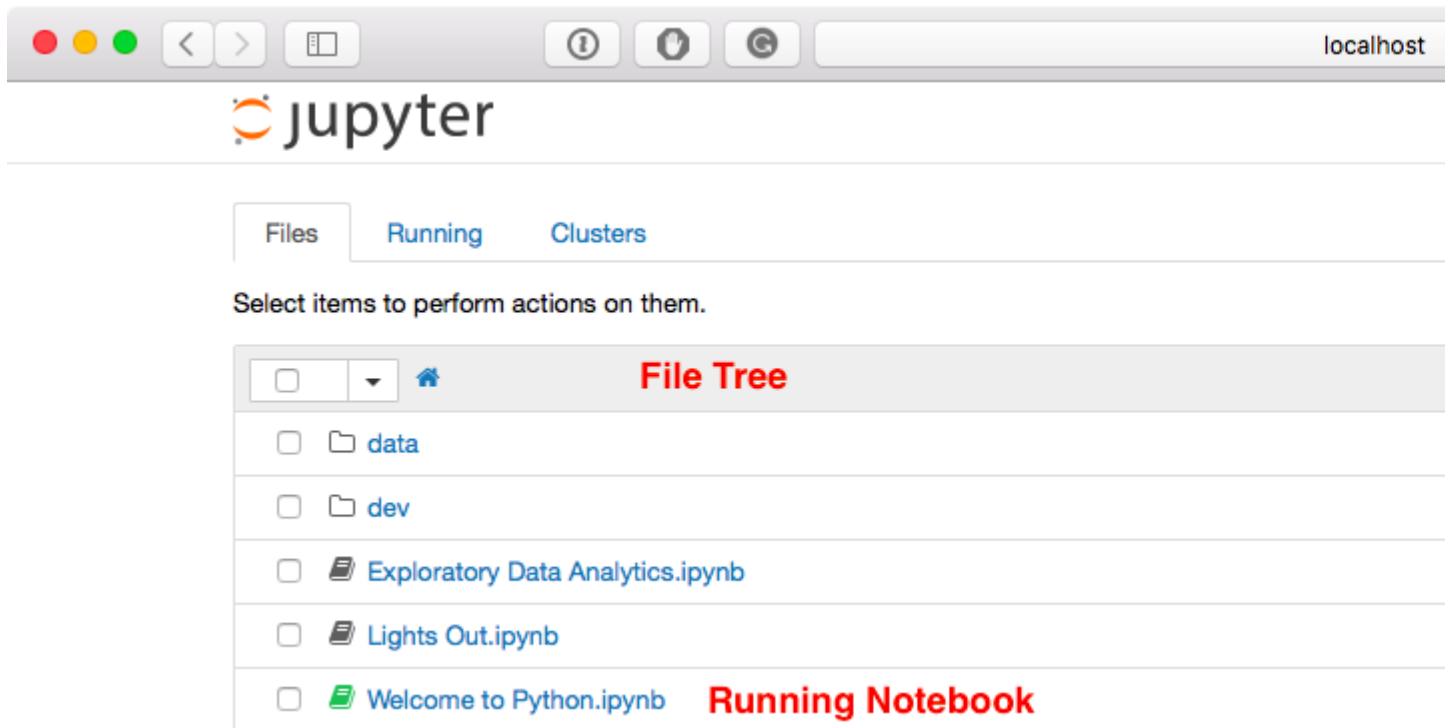 localhost
jupyter
Files Running Clusters
Select items to perform actions on them.
File Tree
data
dev
Exploratory Data Analytics.ipynb
Lights Out.ipynb
Welcome to Python.ipynb Running Notebook